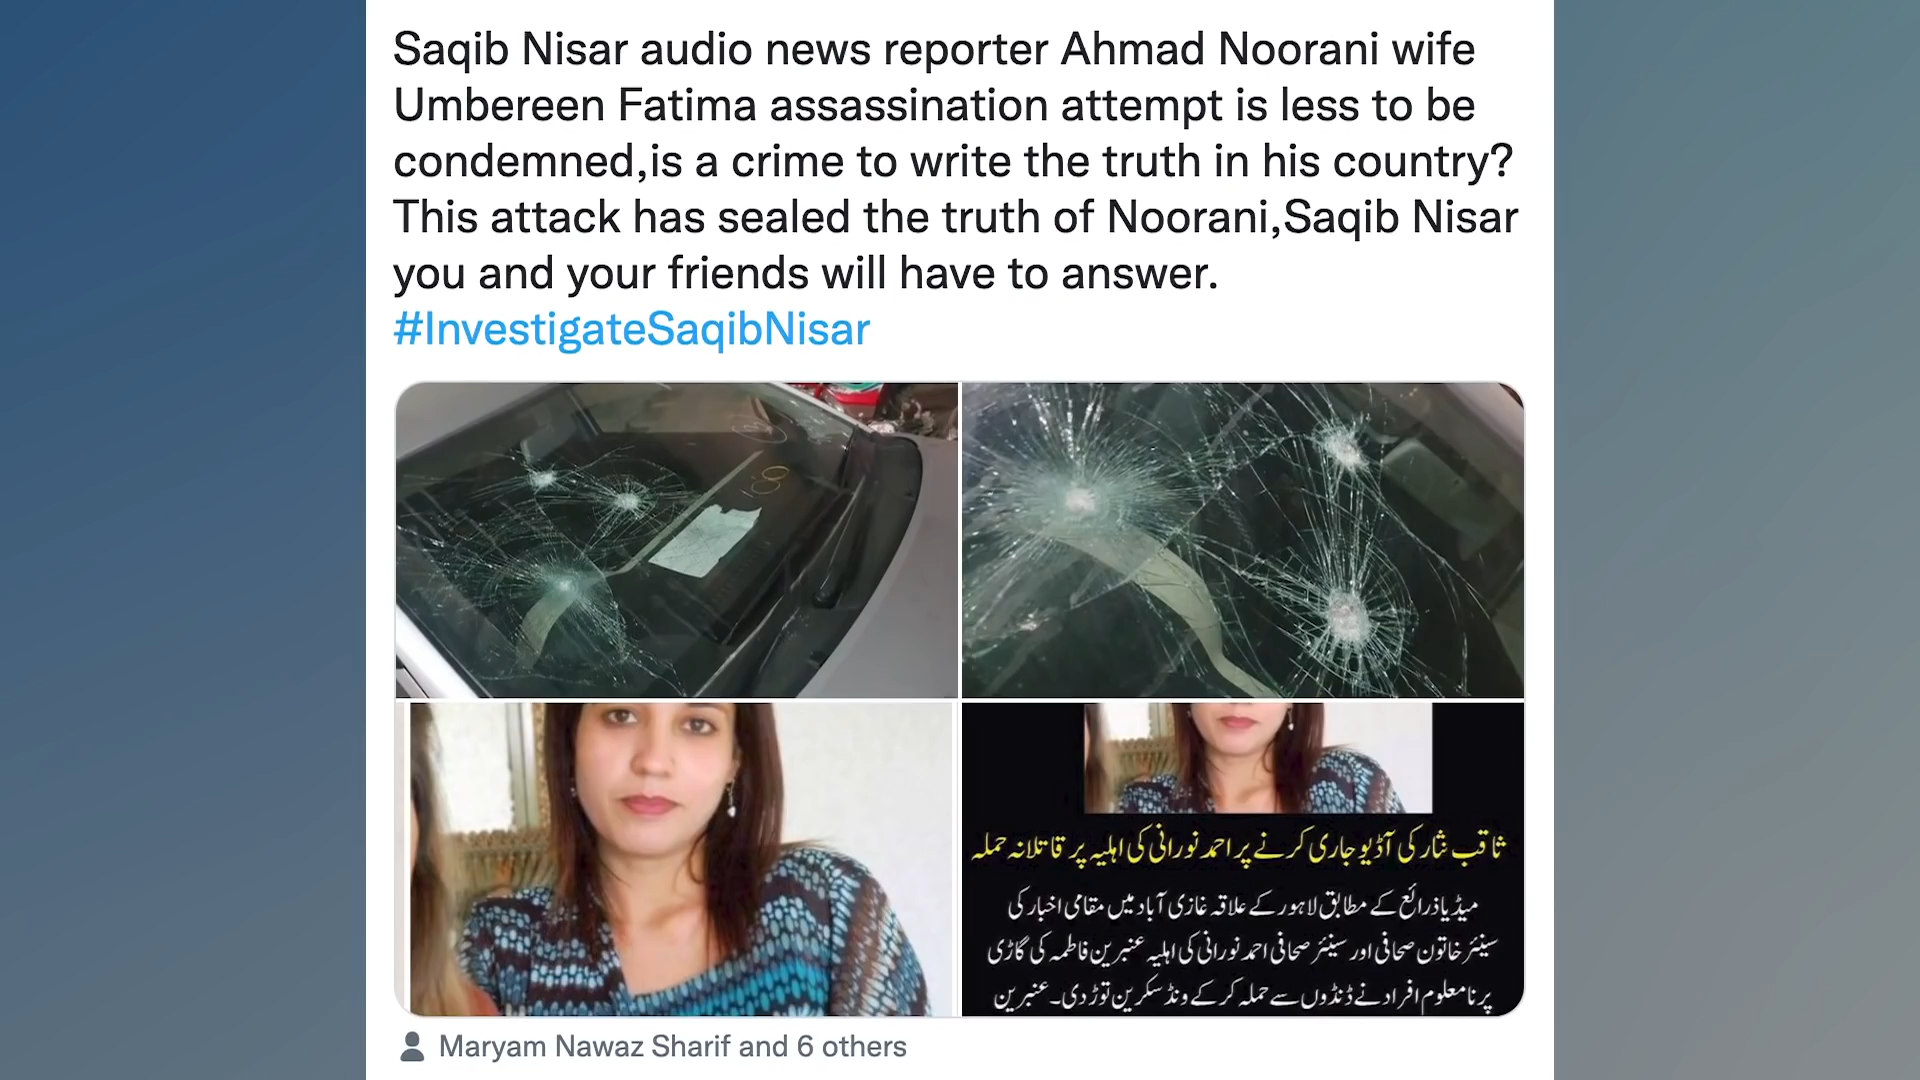 Saqib Nisar audio news reporter Ahmad Noorani wife
Umbereen Fatima assassination attempt is less to be
condemned,is a crime to write the truth in his country?
This attack has sealed the truth of Noorani,Saqib Nisar
you and your friends will have to answer.
#InvestigateSaqibNisar
ثاقب نثار کی آڈیو جاری کرنے پر احمد نورانی کی اہلیہ پر قاتلانہ حملہ
میڈیا ذرائع کے مطابق لاہور کے علاقہ غازی آباد میں مقامی اخبار کی
سینئر خاتون صحافی اور سینئر صحافی احمد نورانی کی اہلیہ عنبرین فاطمہ کی گاڑی
پر نامعلوم افراد نے ڈنڈوں سے حملہ کر کے ونڈ سکرین توڑ دی۔ عنبرین
Maryam Nawaz Sharif and 6 others